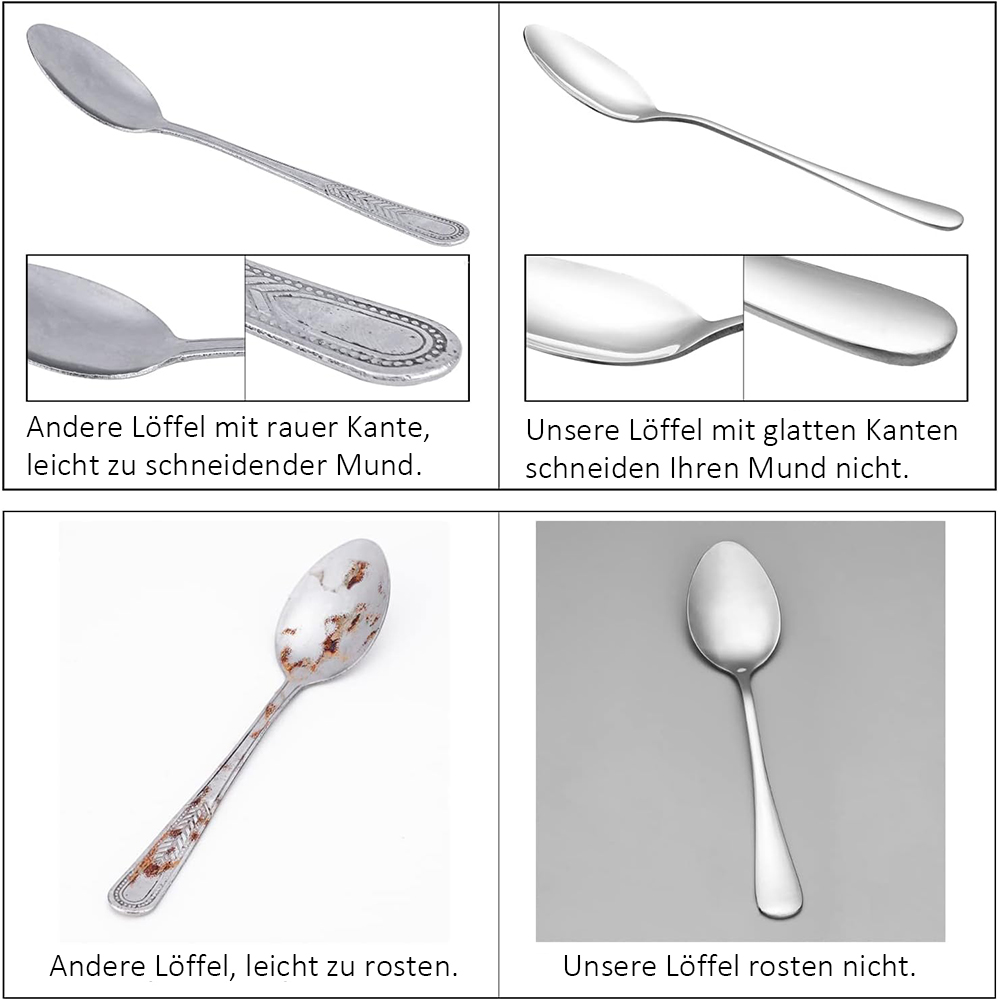 Andere Löffel mit rauer Kante,
leicht zu schneidender Mund.
Unsere Löffel mit glatten Kanten
schneiden Ihren Mund nicht.
Andere Löffel, leicht zu rosten.
Unsere Löffel rosten nicht.